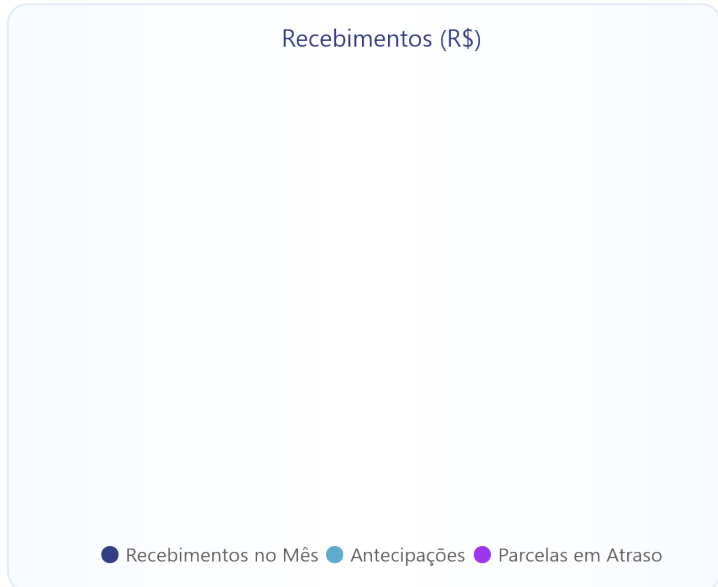 Recebimentos (R$)
Recebimentos no Mês Antecipações Parcelas em Atraso